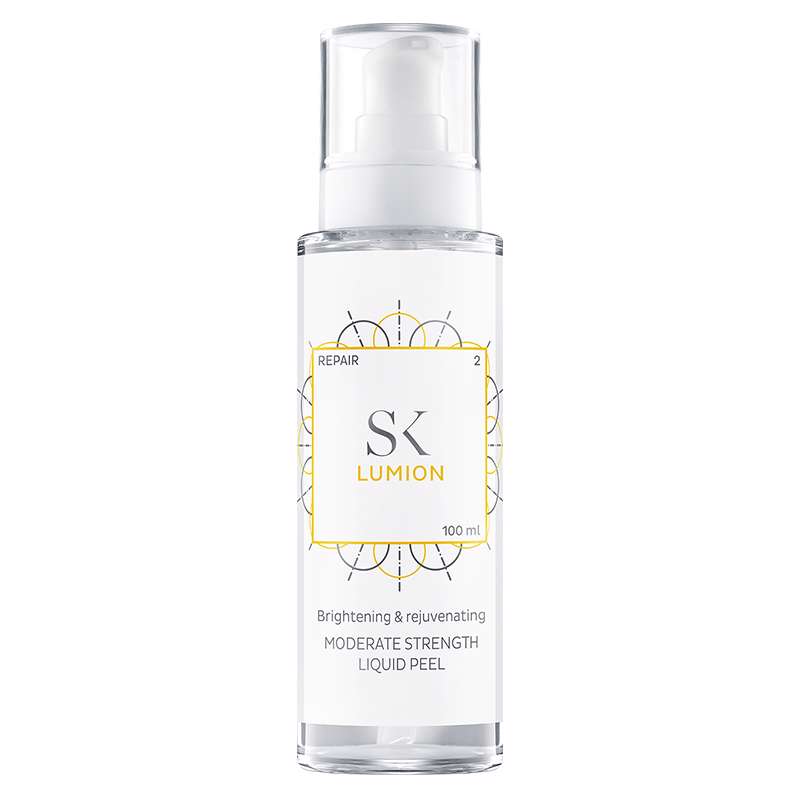 REPAIR 2
SK
LUMION
100 ml
Brightening & rejuvenating
MODERATE STRENGTH
LIQUID PEEL